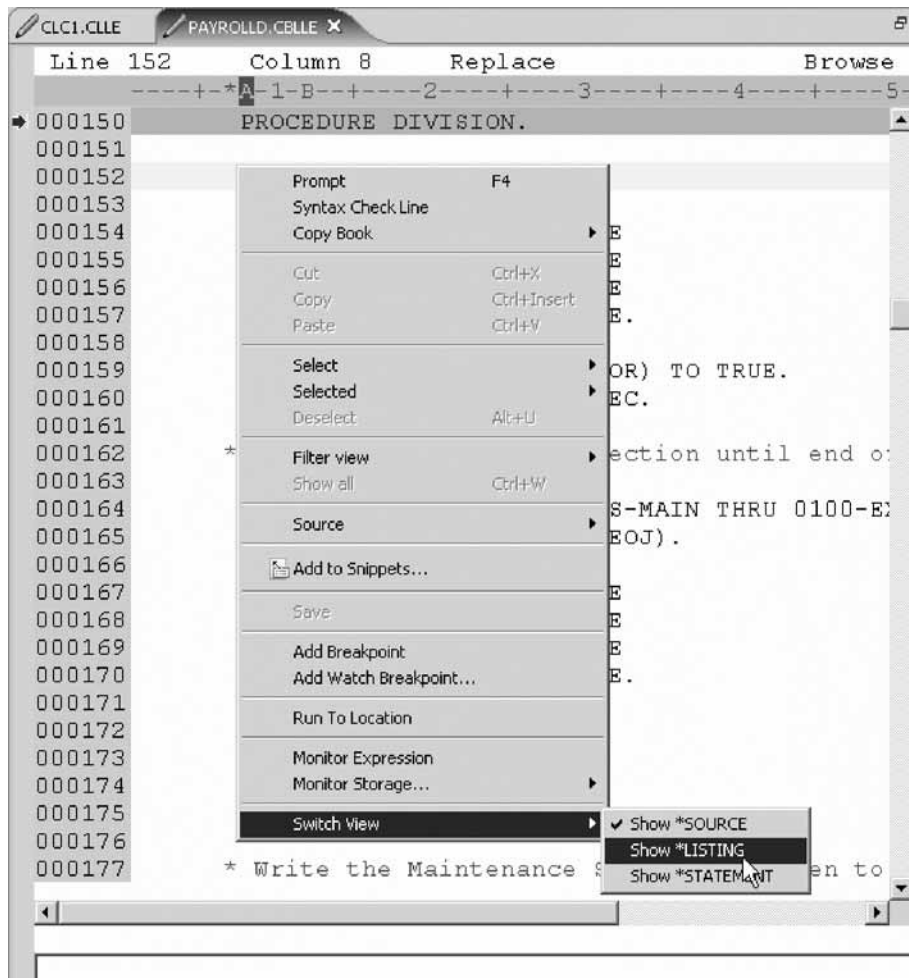 CLC1.CLLE PAYROLLD.CBLLE
Line 152 Column 8 Replace Browse
----+-*A-1-B--+----2----+----3----+----4----+----5-
000150 PROCEDURE DIVISION.
000151
000152
000153
000154 E
000155 E
000156 E
000157 E.
000158
000159 OR) TO TRUE.
000160 EC.
000161
000162 * ection until end o
000163
000164 S-MAIN THRU 0100-E
000165 EOJ).
000166
000167 E
000168 E
000169 E
000170 E.
000171
000172
000173
000174
000175
000176
000177 * Write the Maintenance en to
Prompt F4
Syntax Check Line
Copy Book
Cut Ctrl+X
Copy Ctrl+Insert
Paste Ctrl+V
Select
Selected
Deselect Alt+U
Filter view
Show all Ctrl+W
Source
Add to Snippets...
Save
Add Breakpoint
Add Watch Breakpoint...
Run To Location
Monitor Expression
Monitor Storage...
Switch View
Show *SOURCE
Show *LISTING
Show *STATEMENT